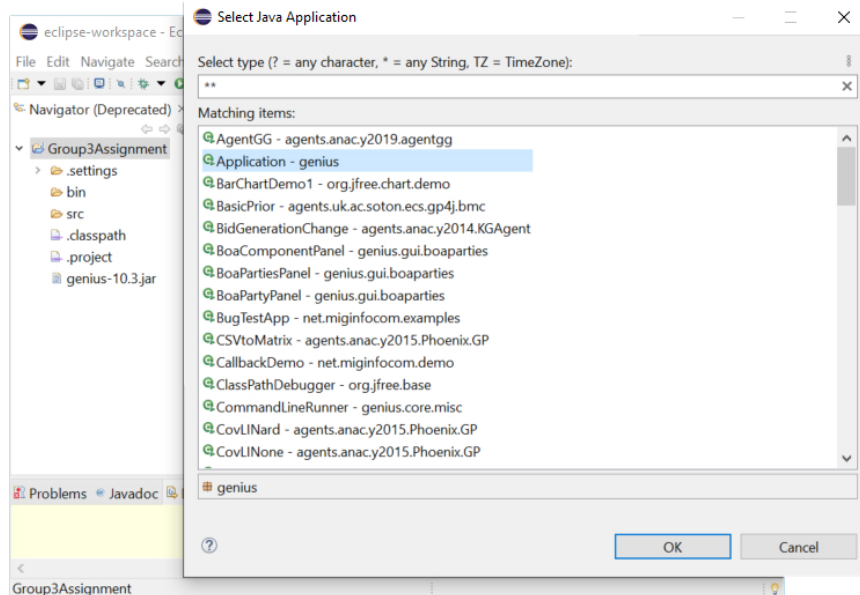 eclipse-workspace - Ec
File Edit Navigate Search
Navigator (Deprecated)
Group3Assignment
.settings
bin
src
.classpath
.project
genius-10.3.jar
Problems
Javadoc
Group3Assignment
Select Java Application
Select type (? = any character, * = any String, TZ = TimeZone):
**
Matching items:
AgentGG - agents.anac.y2019.agentgg
Application - genius
BarChartDemo1 - org.jfree.chart.demo
BasicPrior - agents.uk.ac.soton.ecs.gp4j.bmc
BidGenerationChange - agents.anac.y2014.KGAgent
BoaComponentPanel - genius.gui.boaparties
BoaPartiesPanel - genius.gui.boaparties
BoaPartyPanel - genius.gui.boaparties
BugTestApp - net.miginfocom.examples
CSVtoMatrix - agents.anac.y2015.Phoenix.GP
CallbackDemo - net.miginfocom.demo
ClassPathDebugger - org.jfree.base
CommandLineRunner - genius.core.misc
CovLINard - agents.anac.y2015.Phoenix.GP
CovLINone - agents.anac.y2015.Phoenix.GP
genius
OK
Cancel